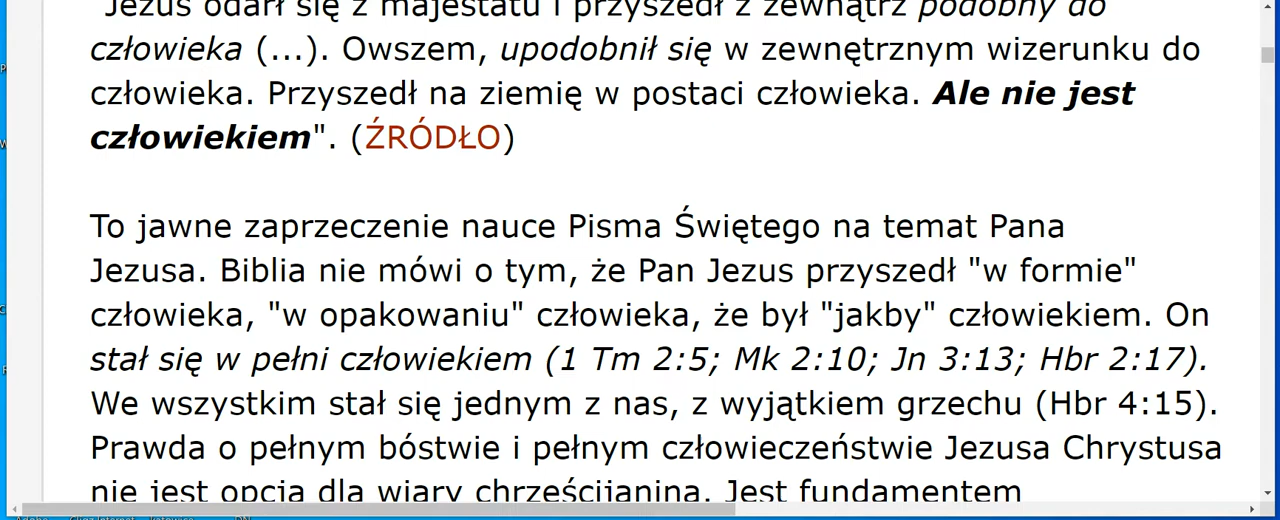 "Jezus odarł się z majestatu i przyszedł z zewnątrz podobny do
człowieka (...). Owszem, upodobnił się w zewnętrznym wizerunku do
człowieka. Przyszedł na ziemię w postaci człowieka. Ale nie jest
człowiekiem". (ŹRÓDŁO)
To jawne zaprzeczenie nauce Pisma Świętego na temat Pana
Jezusa. Biblia nie mówi o tym, że Pan Jezus przyszedł "w formie"
człowieka, "w opakowaniu" człowieka, że był "jakby" człowiekiem. On
stał się w pełni człowiekiem (1 Tm 2:5; Mk 2:10; Jn 3:13; Hbr 2:17).
We wszystkim stał się jednym z nas, z wyjątkiem grzechu (Hbr 4:15).
Prawda o pełnym bóstwie i pełnym człowieczeństwie Jezusa Chrystusa
nie jest opcją dla wiary chrześcijanina. Jest fundamentem